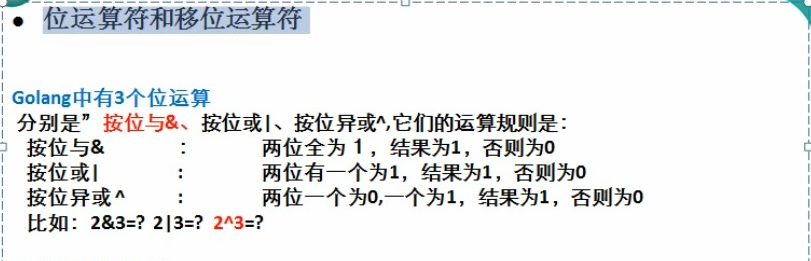 • 位运算符和移位运算符
Golang中有3个位运算
分别是”按位与&、按位或|、按位异或^,它们的运算规则是：
按位与& : 两位全为１，结果为1，否则为0
按位或| : 两位有一个为1，结果为1，否则为0
按位异或^ : 两位一个为0,一个为1，结果为1，否则为0
比如：2&3=? 2|3=? 2^3=?